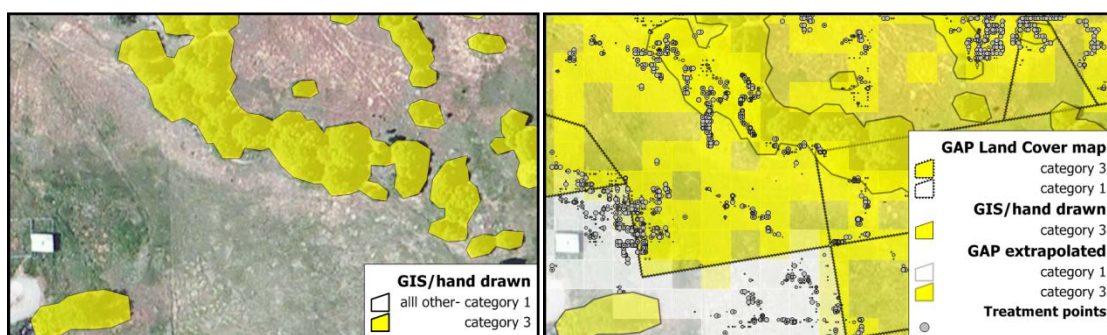 GIS/hand drawn
alll other- category 1
category 3
GAP Land Cover map
category 3
category 1
GIS/hand drawn
category 3
GAP extrapolated
category 1
category 3
Treatment points